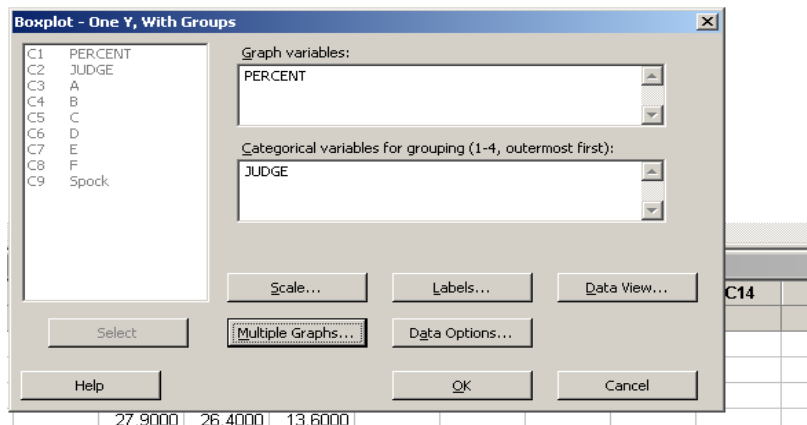 Boxplot - One Y, With Groups
C1 PERCENT
C2 JUDGE
C3 A
C4 B
C5 C
C6 D
C7 E
C8 F
C9 Spock
Graph variables:
PERCENT
Categorical variables for grouping (1-4, outermost first):
JUDGE
Scale... Labels... Data View...
C14
Select Multiple Graphs... Data Options...
Help OK Cancel
27.9000 26.4000 13.6000